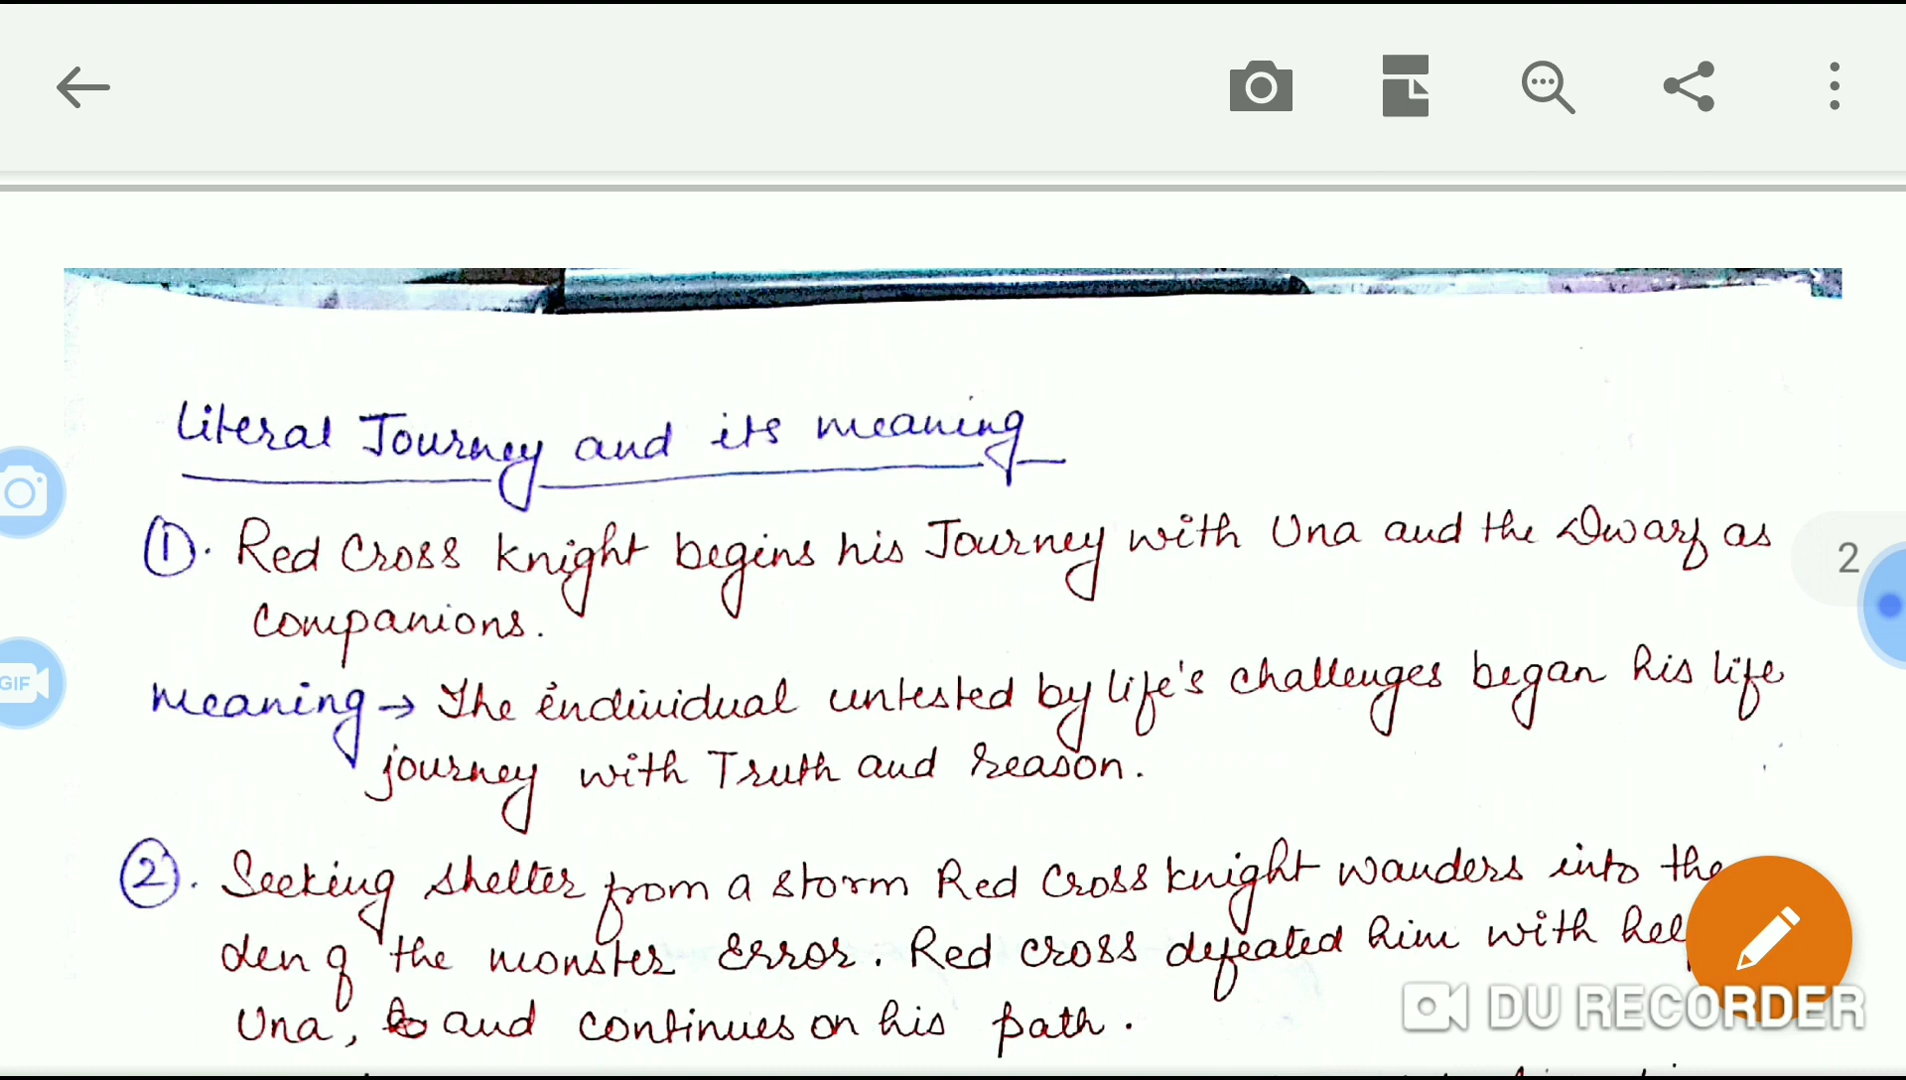 Literal Journey and its meaning
①. Red Cross Knight begins his Journey with Una and the Dwarf as
2
companions.
Meaning → The individual untested by life's challenges began his life
GIF
journey with Truth and reason.
②. Seeking shelter from a storm Red Cross knight wanders into the
den of the monster Error. Red cross defeated him with hel
Una, and continues on his path.
DU RECORDER